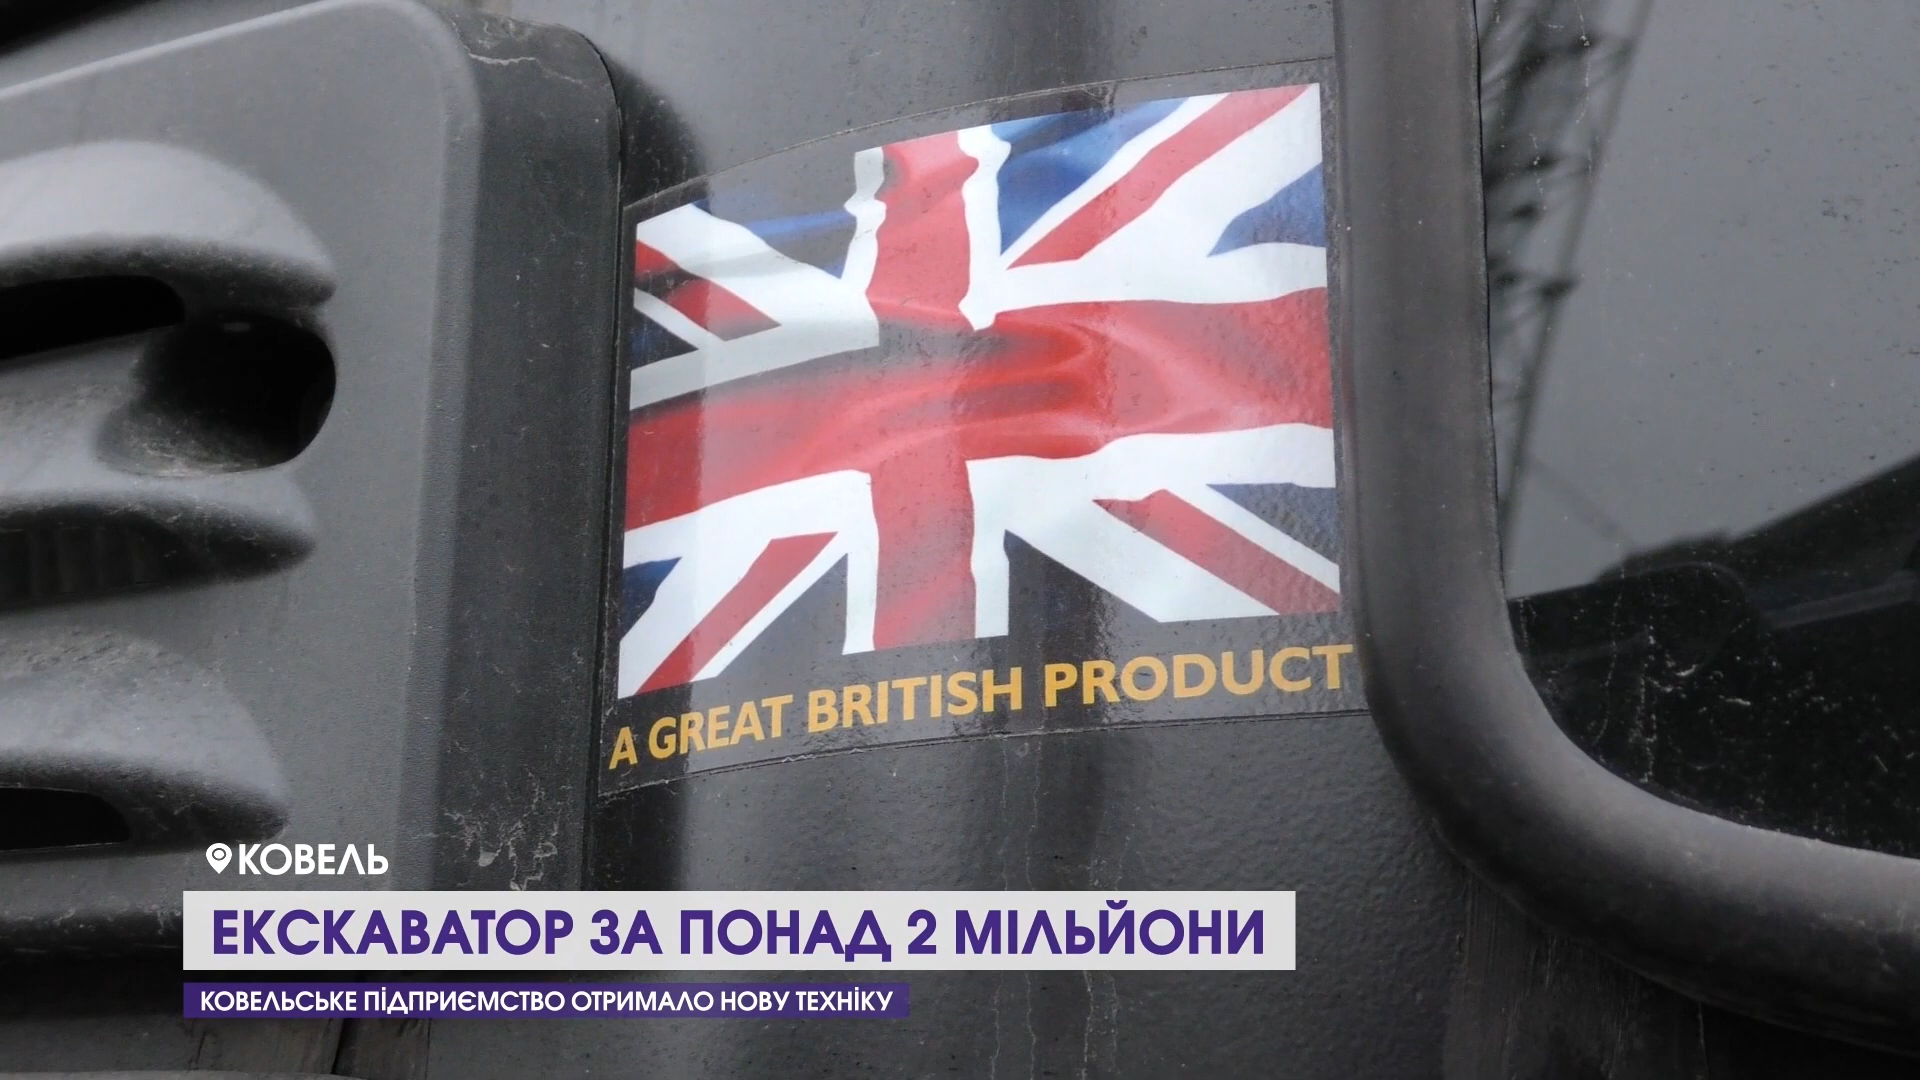 A GREAT BRITISH PRODUCT
КОВЕЛЬ
ЕКСКАВАТОР ЗА ПОНАД 2 МІЛЬЙОНИ
КОВЕЛЬСЬКЕ ПІДПРИЄМСТВО ОТРИМАЛО НОВУ ТЕХНІКУ